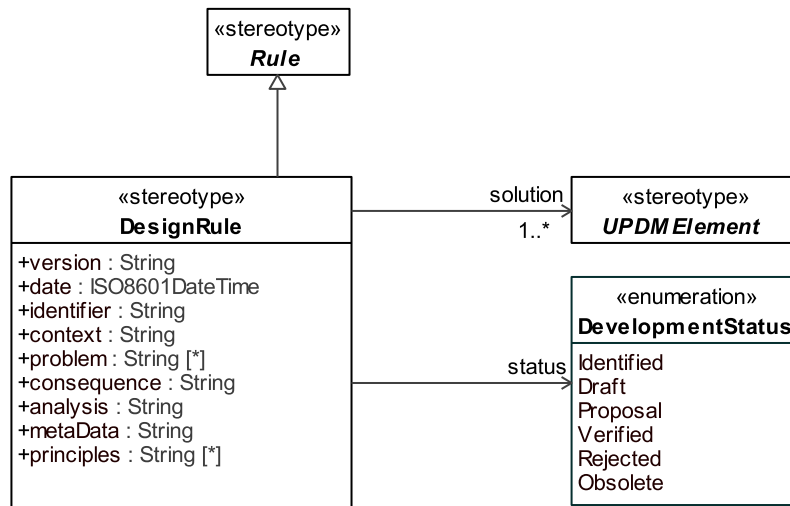 «stereotype»
Rule
«stereotype»
DesignRule
+version : String
+date : ISO8601DateTime
+identifier : String
+context : String
+problem : String [*]
+consequence : String
+analysis : String
+metaData : String
+principles : String [*]
solution
1..*
«stereotype»
UPDMElement
status
«enumeration»
DevelopmentStatus
Identified
Draft
Proposal
Verified
Rejected
Obsolete